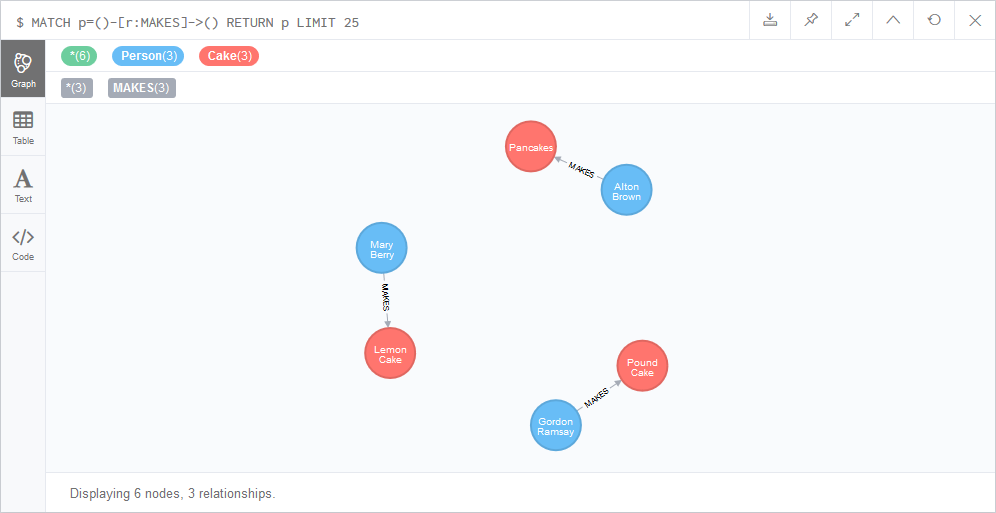 $ MATCH p=()-[r:MAKES]->() RETURN p LIMIT 25
*(6) Person(3) Cake(3)
*(3) MAKES(3)
Graph
Table
Text
Code
Pancakes
MAKES
Alton
Brown
Mary
Berry
MAKES
Lemon
Cake
Pound
Cake
MAKES
Gordon
Ramsay
Displaying 6 nodes, 3 relationships.